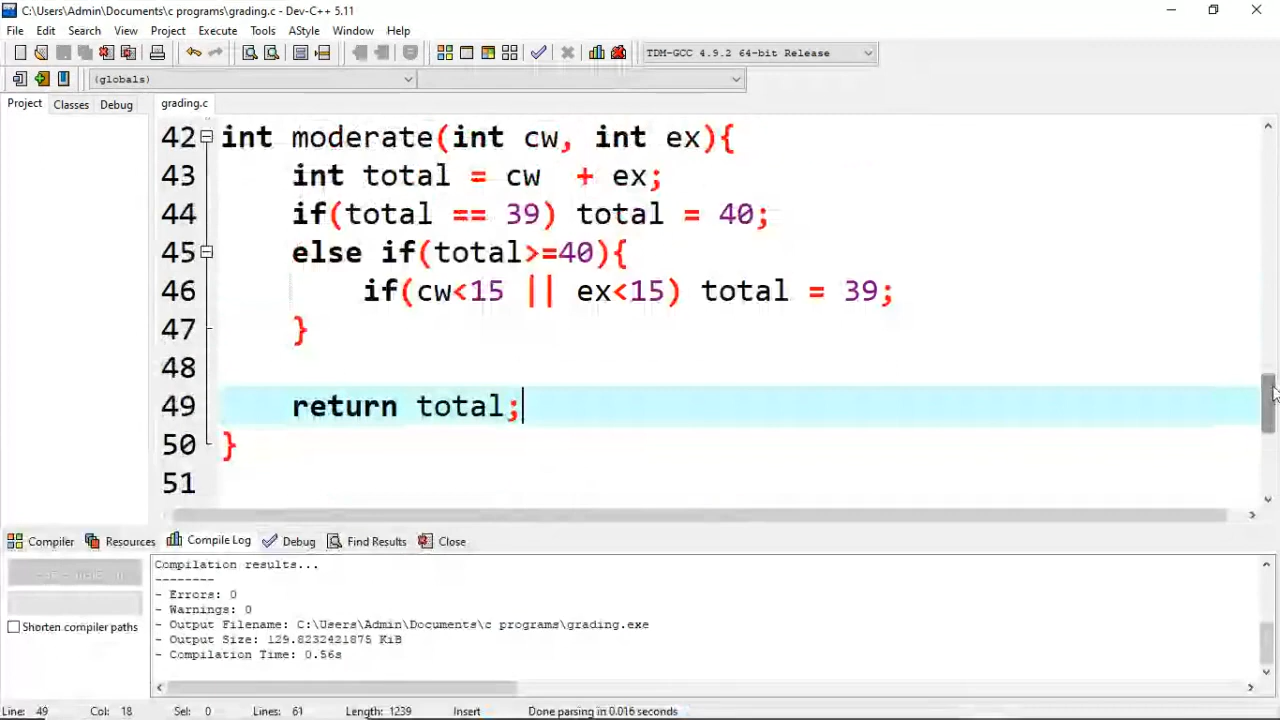 C:\Users\Admin\Documents\c programs\grading.c - Dev-C++ 5.11
File Edit Search View Project Execute Tools AStyle Window Help
TDM-GCC 4.9.2 64-bit Release
(globals)
Project Classes Debug grading.c
42 int moderate(int cw, int ex){
43 int total = cw + ex;
44 if(total == 39) total = 40;
45 else if(total>=40){
46 if(cw<15 || ex<15) total = 39;
47 }
48
49 return total;
50 }
51
Compiler Resources Compile Log Debug Find Results Close
Compilation results...
--------
- Errors: 0
- Warnings: 0
- Output Filename: C:\Users\Admin\Documents\c programs\grading.exe
- Output Size: 129.8232421875 KiB
- Compilation Time: 0.56s
Shorten compiler paths
Line: 49 Col: 18 Sel: 0 Lines: 61 Length: 1239 Insert Done parsing in 0.016 seconds